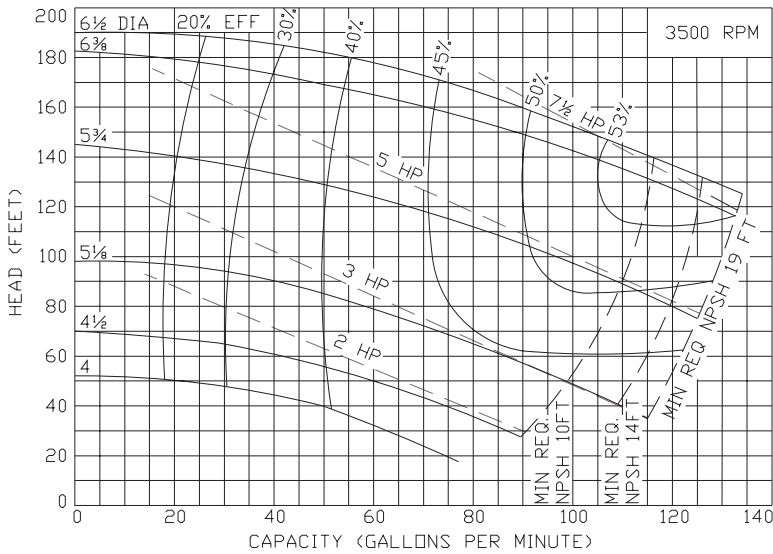 200
6½ DIA 20% EFF
30%
40%
3500 RPM
180
6⅜
45%
160
50%
7½ HP
53%
140
5¾
5 HP
120
100
5⅛
3 HP
80
4½
2 HP
60
4
40
20
0
HEAD (FEET)
MIN REQ.
NPSH 10FT
MIN REQ.
NPSH 14FT
MIN REQ NPSH 19 FT
0 20 40 60 80 100 120 140
CAPACITY (GALLONS PER MINUTE)